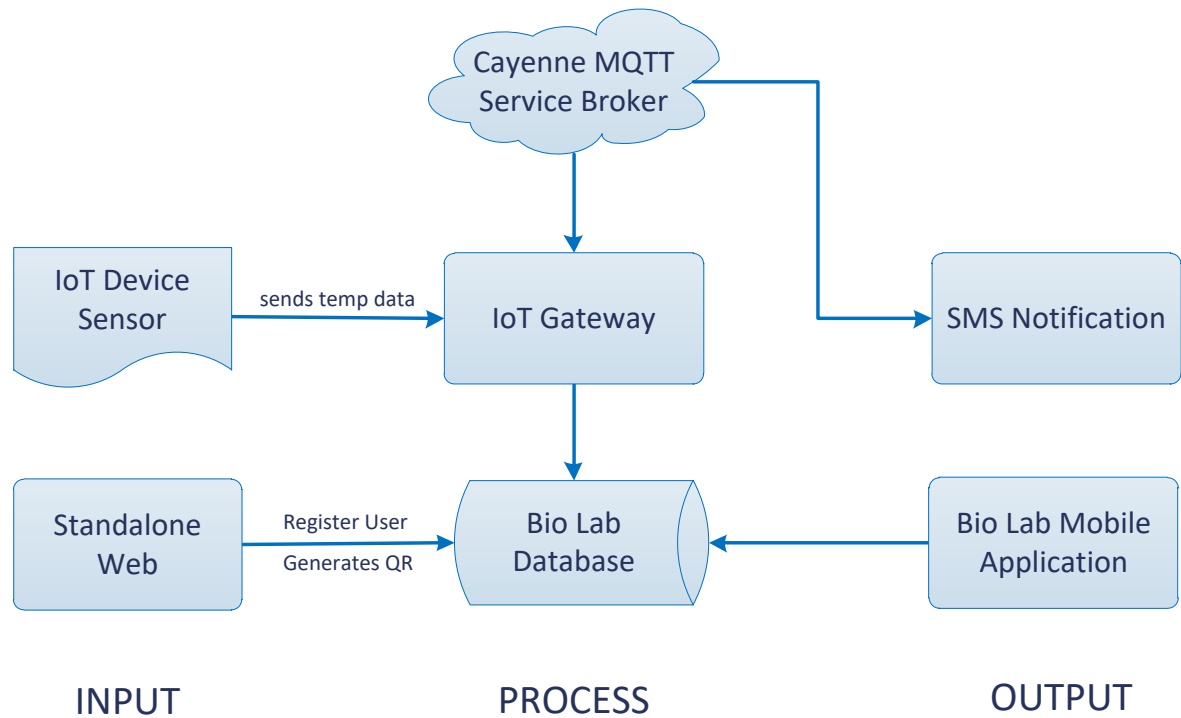 Cayenne MQTT
Service Broker
IoT Device
Sensor
sends temp data
IoT Gateway
SMS Notification
Standalone
Web
Register User
Generates QR
Bio Lab
Database
Bio Lab Mobile
Application
INPUT
PROCESS
OUTPUT